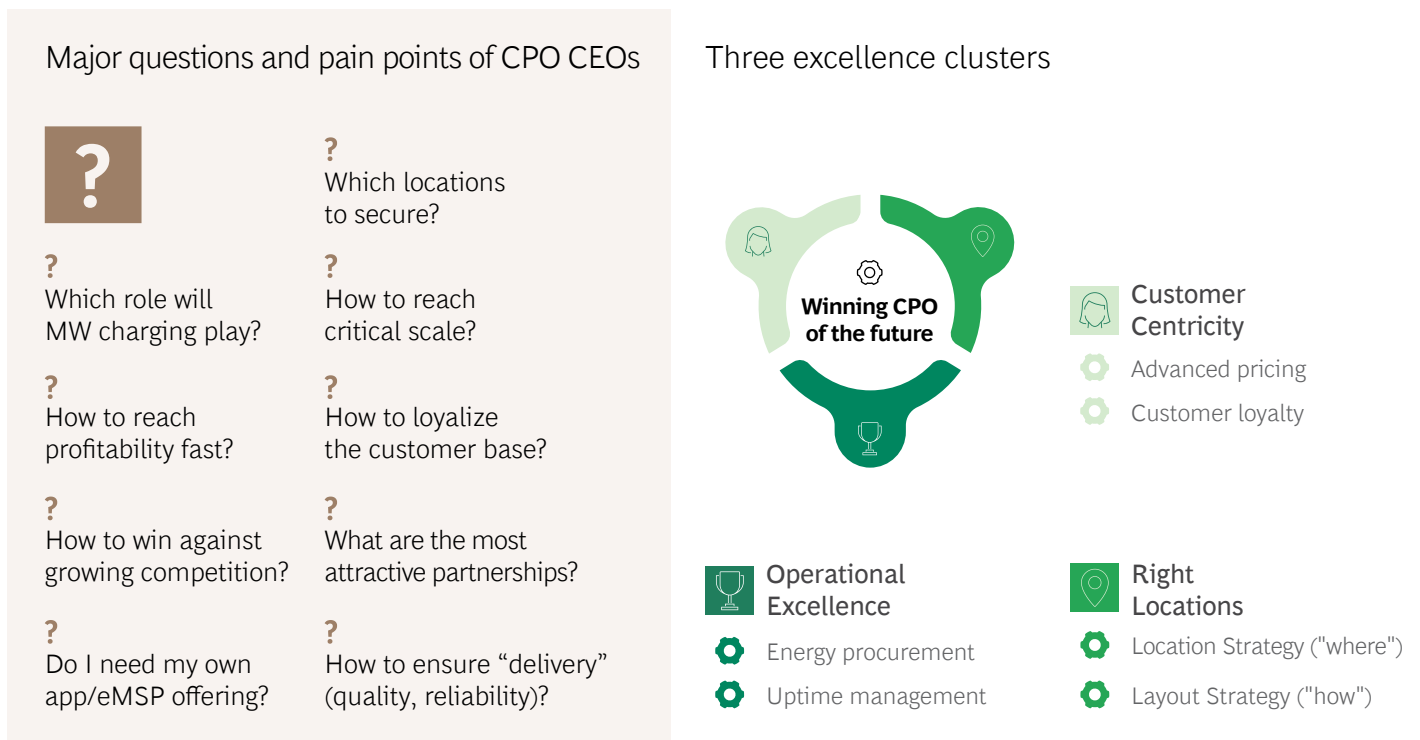 Major questions and pain points of CPO CEOs
?
?
Which locations
to secure?
?
Which role will
MW charging play?
?
How to reach
critical scale?
?
How to reach
profitability fast?
?
How to loyalize
the customer base?
?
How to win against
growing competition?
?
What are the most
attractive partnerships?
?
Do I need my own
app/eMSP offering?
?
How to ensure “delivery”
(quality, reliability)?
Three excellence clusters
Winning CPO
of the future
Customer
Centricity
Advanced pricing
Customer loyalty
Operational
Excellence
Energy procurement
Uptime management
Right
Locations
Location Strategy ("where")
Layout Strategy ("how")